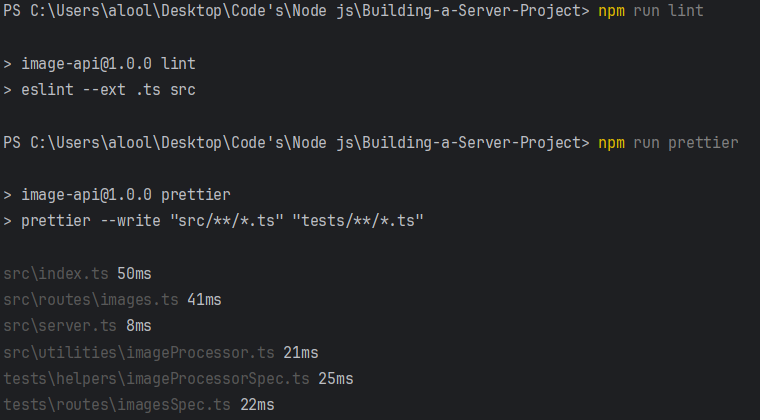 PS C:\Users\alool\Desktop\Code's\Node js\Building-a-Server-Project> npm run lint
> image-api@1.0.0 lint
> eslint --ext .ts src
PS C:\Users\alool\Desktop\Code's\Node js\Building-a-Server-Project> npm run prettier
> image-api@1.0.0 prettier
> prettier --write "src/**/*.ts" "tests/**/*.ts"
src\index.ts 50ms
src\routes\images.ts 41ms
src\server.ts 8ms
src\utilities\imageProcessor.ts 21ms
tests\helpers\imageProcessorSpec.ts 25ms
tests\routes\imagesSpec.ts 22ms